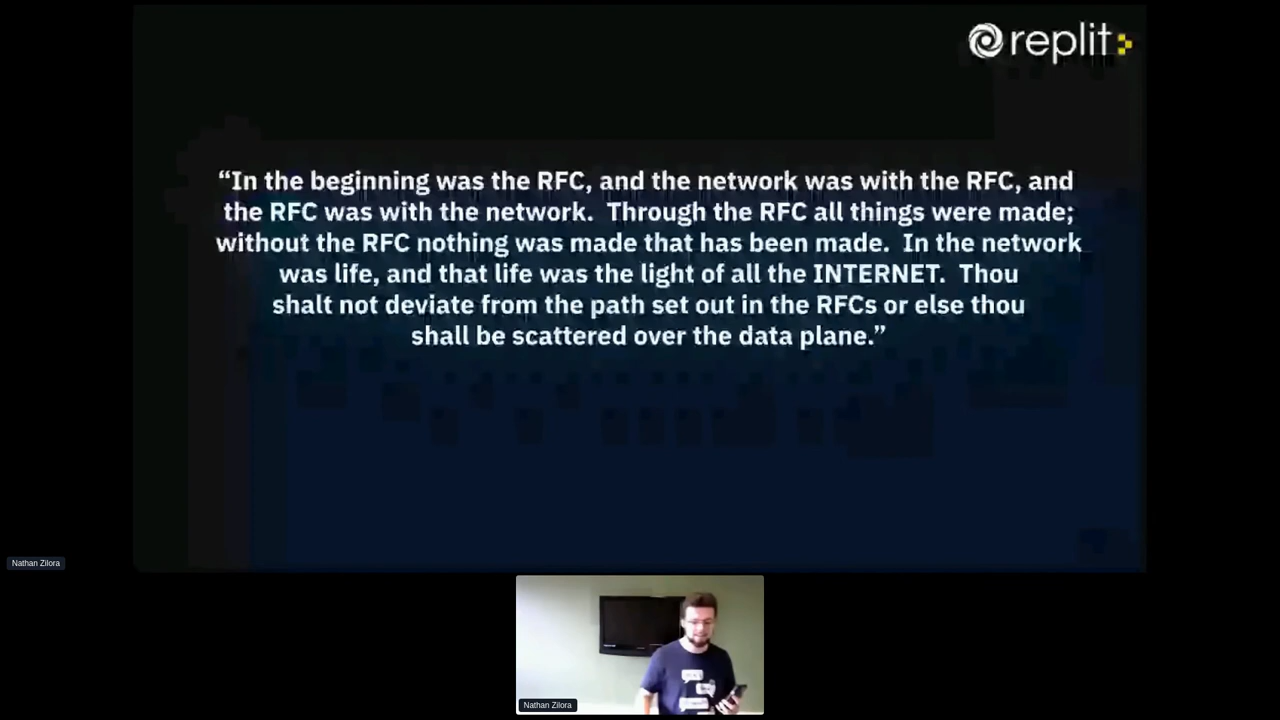 replit
“In the beginning was the RFC, and the network was with the RFC, and
the RFC was with the network.  Through the RFC all things were made;
without the RFC nothing was made that has been made.  In the network
was life, and that life was the light of all the INTERNET.  Thou
shalt not deviate from the path set out in the RFCs or else thou
shall be scattered over the data plane.”
Nathan Zilora
Nathan Zilora